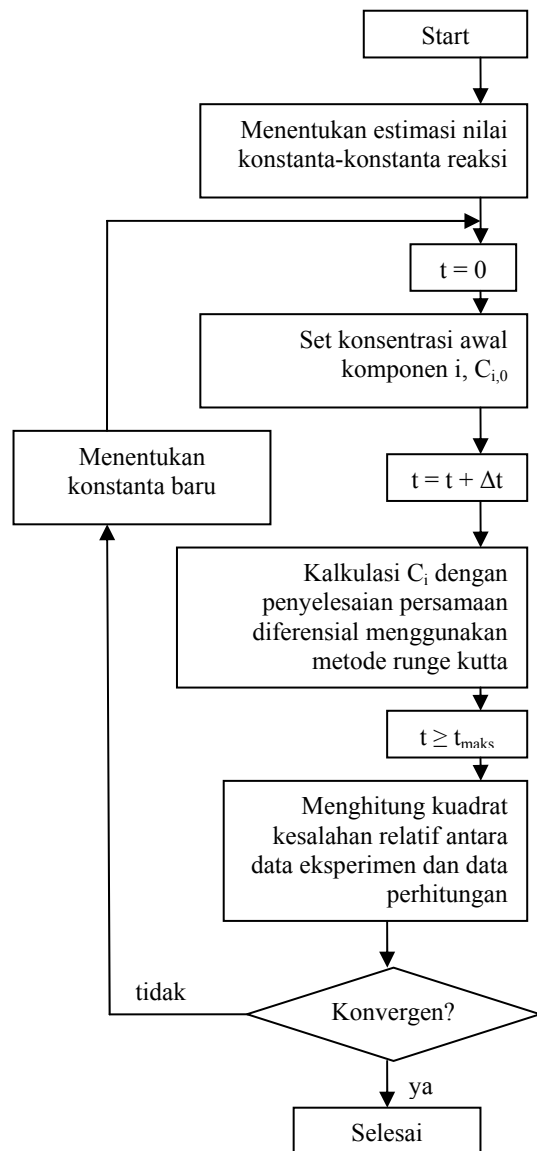 Start
Menentukan estimasi nilai
konstanta-konstanta reaksi
t = 0
Set konsentrasi awal
komponen i, Ci,0
Menentukan
konstanta baru
t = t + Δt
Kalkulasi Ci dengan
penyelesaian persamaan
diferensial menggunakan
metode runge kutta
t ≥ tmaks
Menghitung kuadrat
kesalahan relatif antara
data eksperimen dan data
perhitungan
tidak
Konvergen?
ya
Selesai